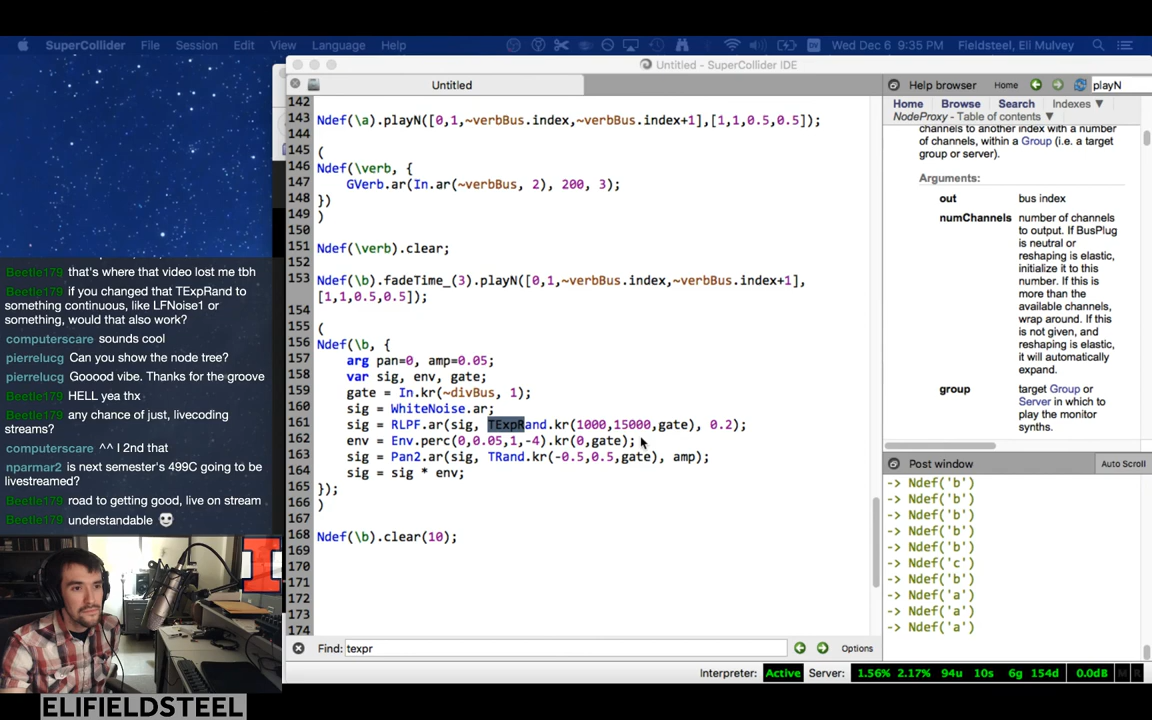 SuperCollider File Session Edit View Language Help Wed Dec 6 9:35 PM Fieldsteel, Eli Mulvey
Untitled - SuperCollider IDE
Untitled
142
143 Ndef(\a).playN([0,1,~verbBus.index,~verbBus.index+1],[1,1,0.5,0.5]);
144
145 (
146 Ndef(\verb, {
147 GVerb.ar(In.ar(~verbBus, 2), 200, 3);
148 })
149 )
150
151 Ndef(\verb).clear;
152
153 Ndef(\b).fadeTime_(3).playN([0,1,~verbBus.index,~verbBus.index+1],
[1,1,0.5,0.5]);
154
155 (
156 Ndef(\b, {
157 arg pan=0, amp=0.05;
158 var sig, env, gate;
159 gate = In.kr(~divBus, 1);
160 sig = WhiteNoise.ar;
161 sig = RLPF.ar(sig, TExpRand.kr(1000,15000,gate), 0.2);
162 env = Env.perc(0,0.05,1,-4).kr(0,gate);
163 sig = Pan2.ar(sig, TRand.kr(-0.5,0.5,gate), amp);
164 sig = sig * env;
165 });
166 )
167
168 Ndef(\b).clear(10);
169
170
171
172
173
174
Find: texpr
Options
Interpreter: Active Server: 1.56% 2.17% 94u 10s 6g 154d 0.0dB M R
Help browser Home playN
Home Browse Search Indexes ▼
NodeProxy - Table of contents ▼
channels to another index with a number
of channels, within a Group (i.e. a target
group or server).
Arguments:
out bus index
numChannels number of channels
to output. If BusPlug
is neutral or
reshaping is elastic,
initialize it to this
number. If this is
more than the
available channels,
wrap around. If this
is not given, and
reshaping is elastic,
it will automatically
expand.
group target Group or
Server in which to
play the monitor
synths.
Post window Auto Scroll
-> Ndef('b')
-> Ndef('b')
-> Ndef('b')
-> Ndef('b')
-> Ndef('b')
-> Ndef('c')
-> Ndef('b')
-> Ndef('a')
-> Ndef('a')
-> Ndef('a')
Beetle179 that's where that video lost me tbh
Beetle179 if you changed that TExpRand to
something continuous, like LFNoise1 or
something, would that also work?
computerscare sounds cool
pierrelucg Can you show the node tree?
pierrelucg Gooood vibe. Thanks for the groove
Beetle179 HELL yea thx
Beetle179 any chance of just, livecoding
streams?
computerscare ^^ I 2nd that
nparmar2 is next semester's 499C going to be
livestreamed?
Beetle179 road to getting good, live on stream
Beetle179 understandable
ELIFIELDSTEEL